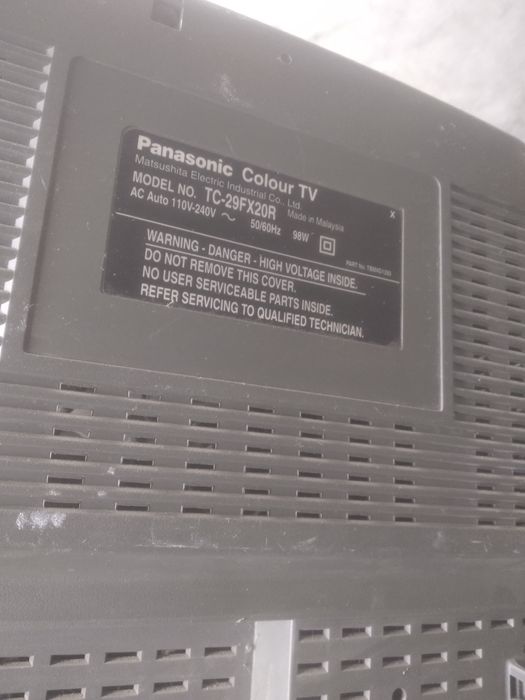 Panasonic Colour TV
Matsushita Electric Industrial Co., Ltd.
MODEL NO. TC-29FX20R Made in Malaysia X
AC Auto 110V-240V ~ 50/60Hz 98W
PART No.
WARNING - DANGER - HIGH VOLTAGE INSIDE.
DO NOT REMOVE THIS COVER.
NO USER SERVICEABLE PARTS INSIDE.
REFER SERVICING TO QUALIFIED TECHNICIAN.